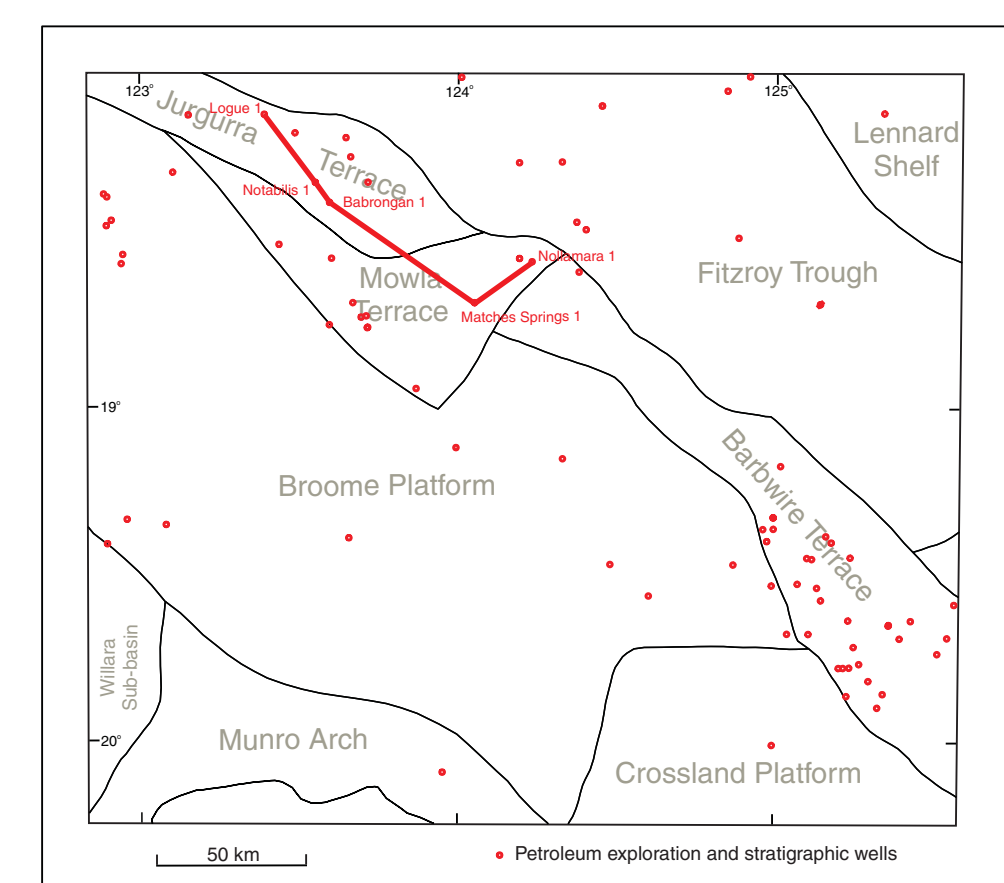 123°
124°
125°
Jurgurra
Terrace
Logue 1
Lennard
Shelf
Notabilis 1
Babrongan 1
Nollamara 1
Mowla
Terrace
Fitzroy Trough
Matches Springs 1
19°
Broome Platform
Barbwire Terrace
Willara
Sub-basin
20°
Munro Arch
Crossland Platform
50 km
Petroleum exploration and stratigraphic wells